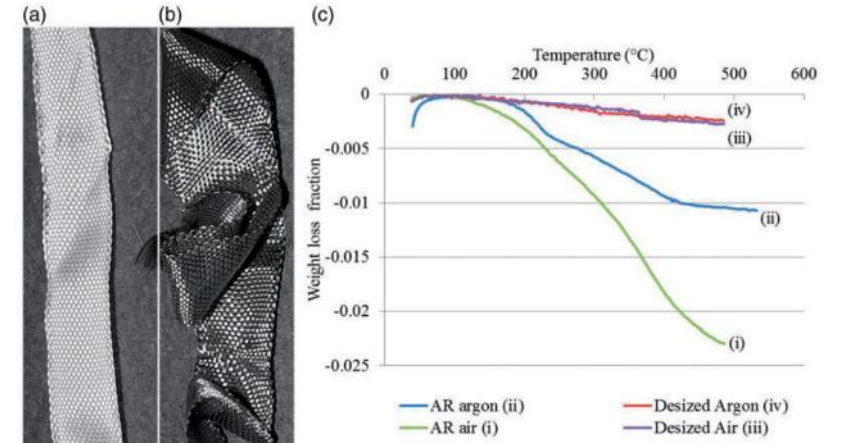 (a)
(b)
(c)
Temperature (°C)
0 100 200 300 400 500 600
Weight loss fraction
0
-0.005
-0.01
-0.015
-0.02
-0.025
(iv)
(iii)
(ii)
(i)
AR argon (ii)
Desized Argon (iv)
AR air (i)
Desized Air (iii)